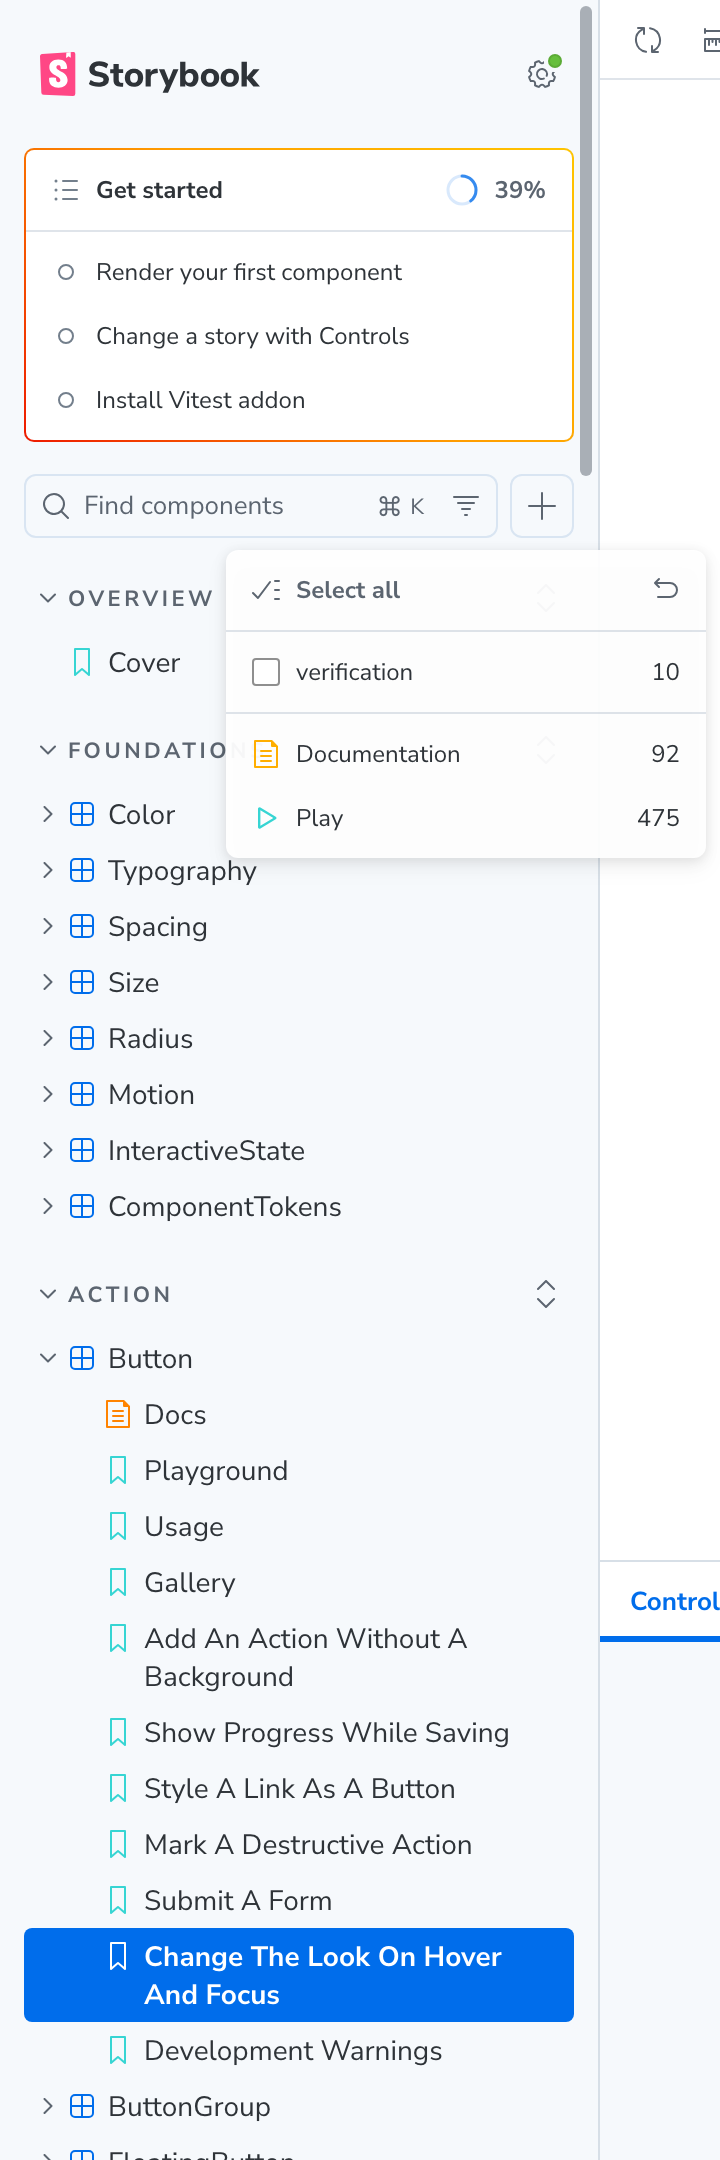 Storybook
Get started 39%
Render your first component
Change a story with Controls
Install Vitest addon
Find components ⌘ K
OVERVIEW
Select all
Cover
verification 10
FOUNDATION
Documentation 92
Color
Play 475
Typography
Spacing
Size
Radius
Motion
InteractiveState
ComponentTokens
ACTION
Button
Docs
Playground
Usage
Gallery
Control
Add An Action Without A
Background
Show Progress While Saving
Style A Link As A Button
Mark A Destructive Action
Submit A Form
Change The Look On Hover
And Focus
Development Warnings
ButtonGroup
FloatingButton